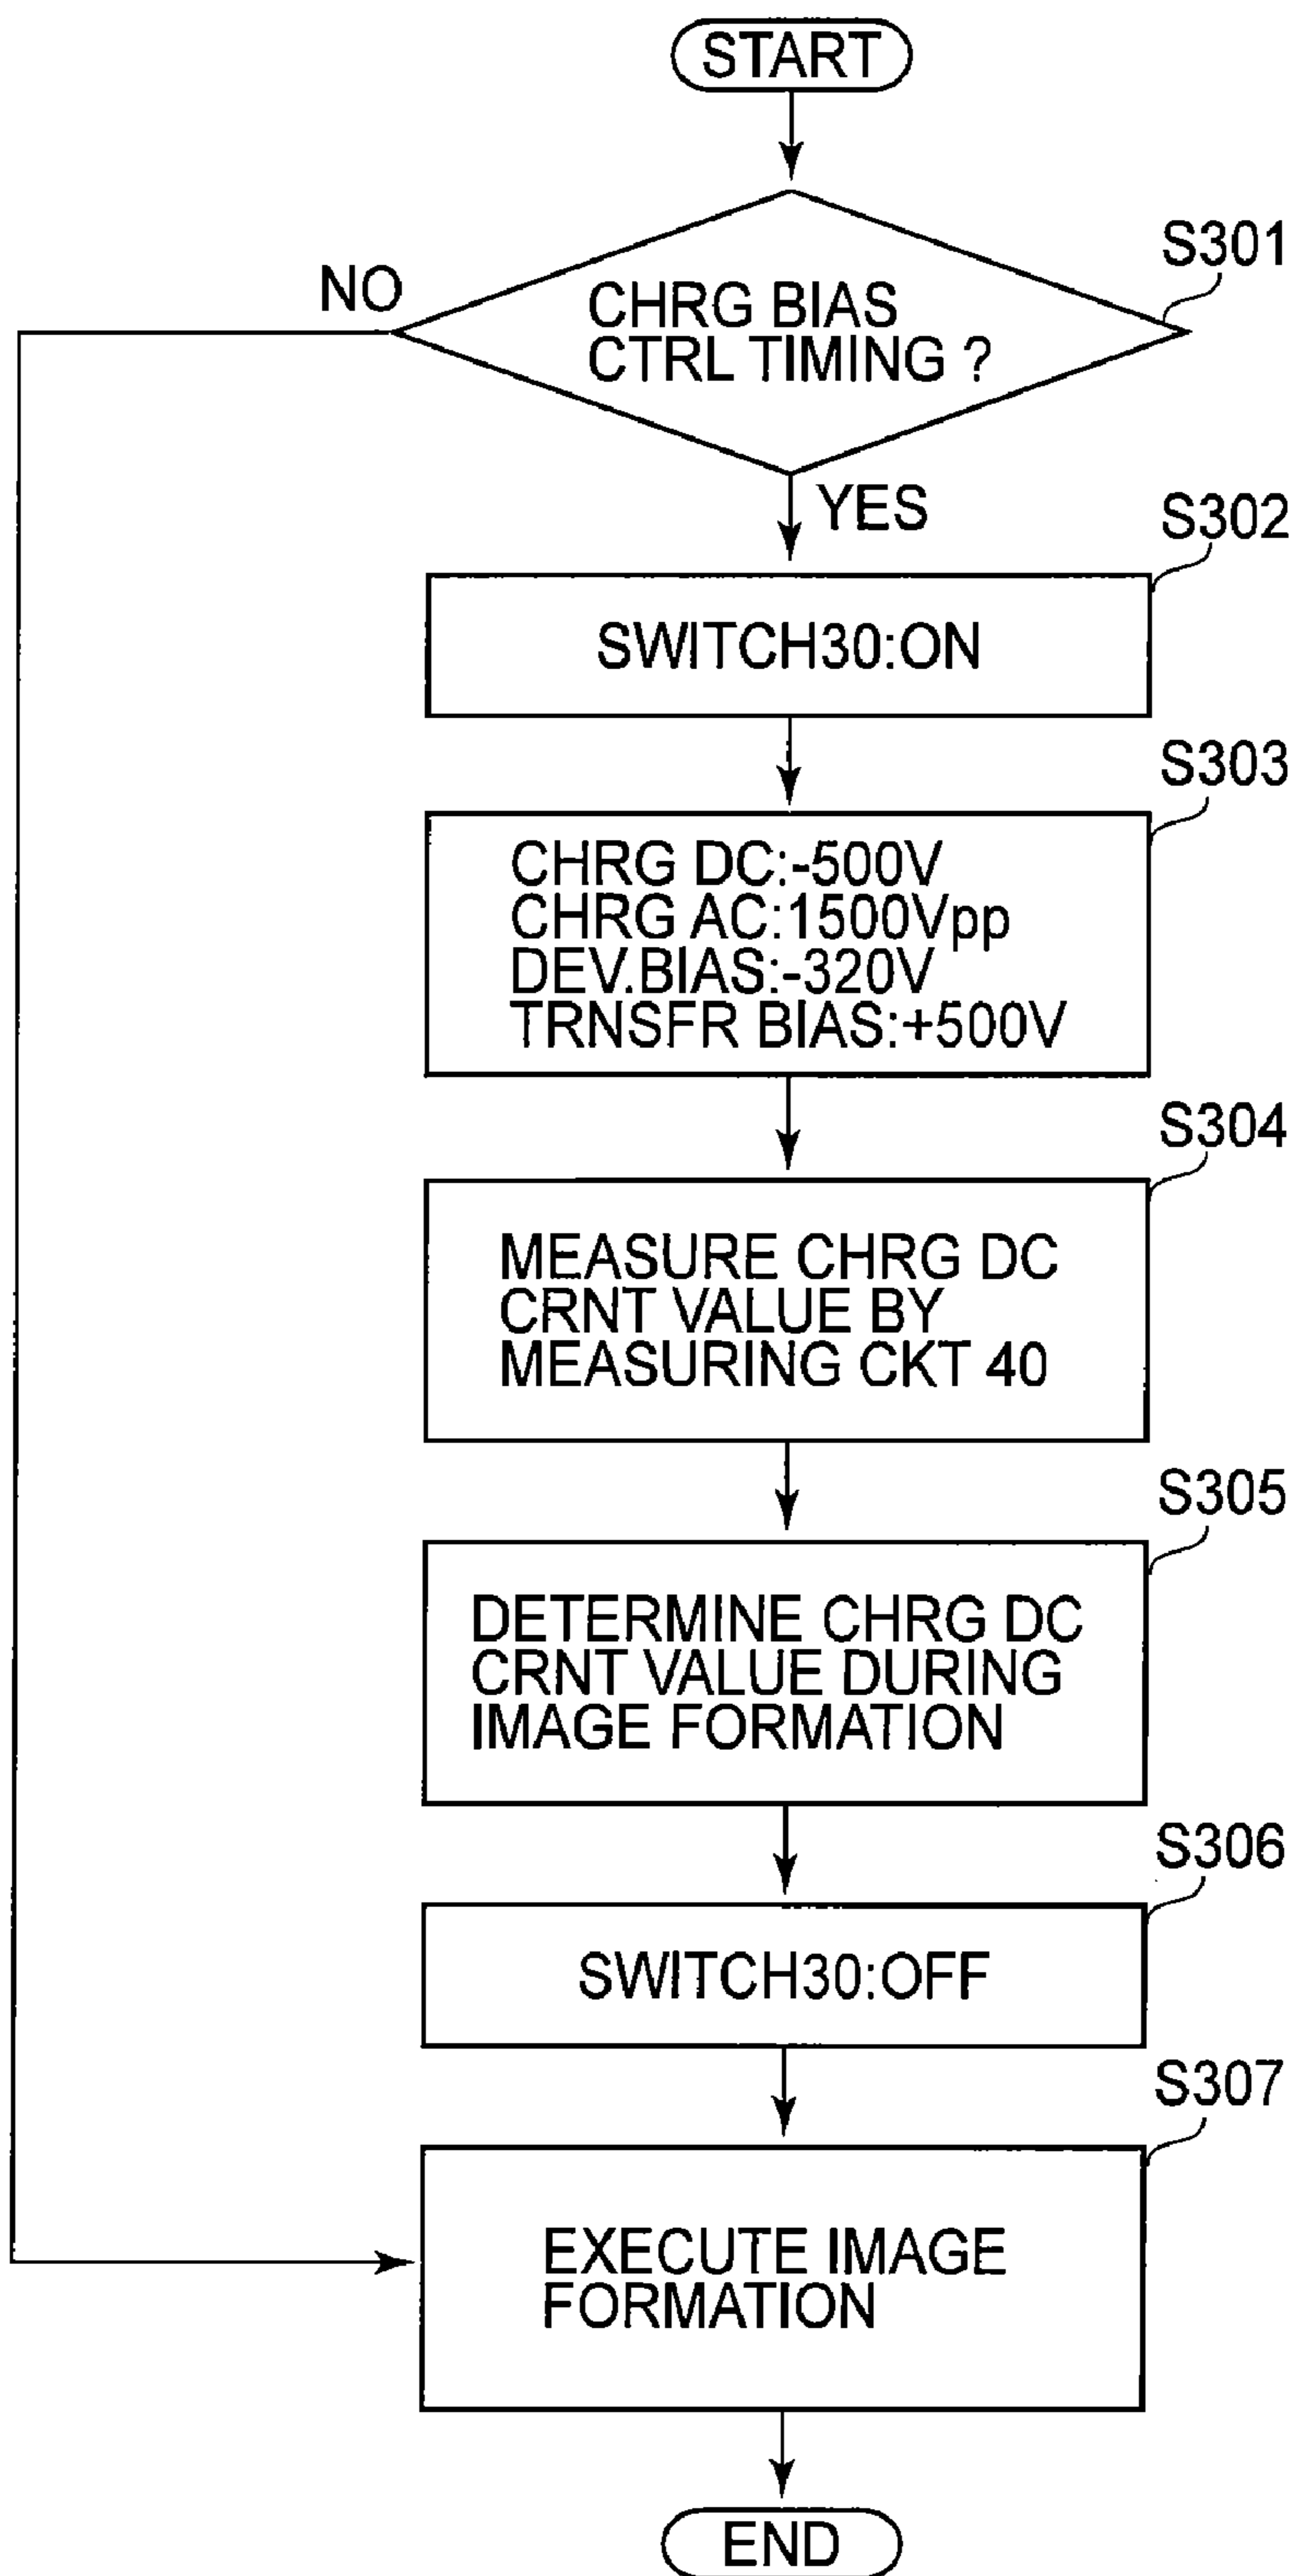 START
S301
NO
CHRG BIAS
CTRL TIMING ?
YES
S302
SWITCH30:ON
S303
CHRG DC:-500V
CHRG AC:1500Vpp
DEV.BIAS:-320V
TRNSFR BIAS:+500V
S304
MEASURE CHRG DC
CRNT VALUE BY
MEASURING CKT 40
S305
DETERMINE CHRG DC
CRNT VALUE DURING
IMAGE FORMATION
S306
SWITCH30:OFF
S307
EXECUTE IMAGE
FORMATION
END